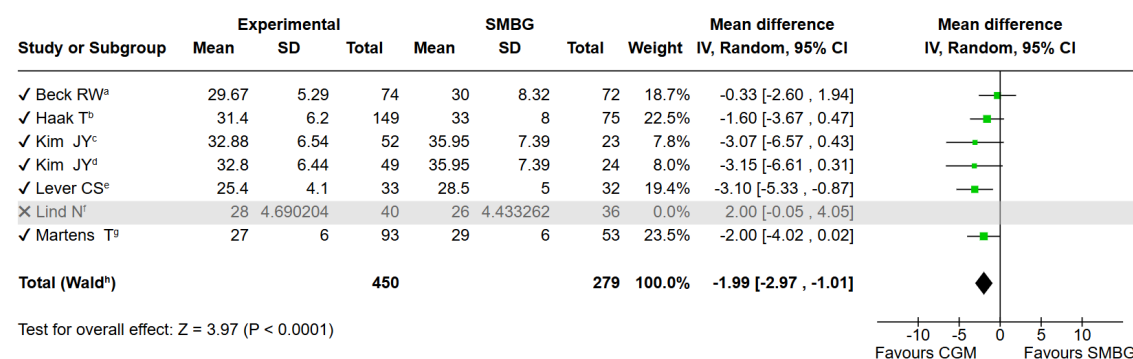 Experimental SMBG Mean difference Mean difference
Study or Subgroup Mean SD Total Mean SD Total Weight IV, Random, 95% CI IV, Random, 95% CI
✓ Beck RWᵃ 29.67 5.29 74 30 8.32 72 18.7% -0.33 [-2.60 , 1.94]
✓ Haak Tᵇ 31.4 6.2 149 33 8 75 22.5% -1.60 [-3.67 , 0.47]
✓ Kim JYᶜ 32.88 6.54 52 35.95 7.39 23 7.8% -3.07 [-6.57 , 0.43]
✓ Kim JYᵈ 32.8 6.44 49 35.95 7.39 24 8.0% -3.15 [-6.61 , 0.31]
✓ Lever CSᵉ 25.4 4.1 33 28.5 5 32 19.4% -3.10 [-5.33 , -0.87]
✕ Lind Nᶠ 28 4.690204 40 26 4.433262 36 0.0% 2.00 [-0.05 , 4.05]
✓ Martens Tᵍ 27 6 93 29 6 53 23.5% -2.00 [-4.02 , 0.02]
Total (Waldʰ) 450 279 100.0% -1.99 [-2.97 , -1.01]
Test for overall effect: Z = 3.97 (P < 0.0001)
-10 -5 0 5 10
Favours CGM Favours SMBG